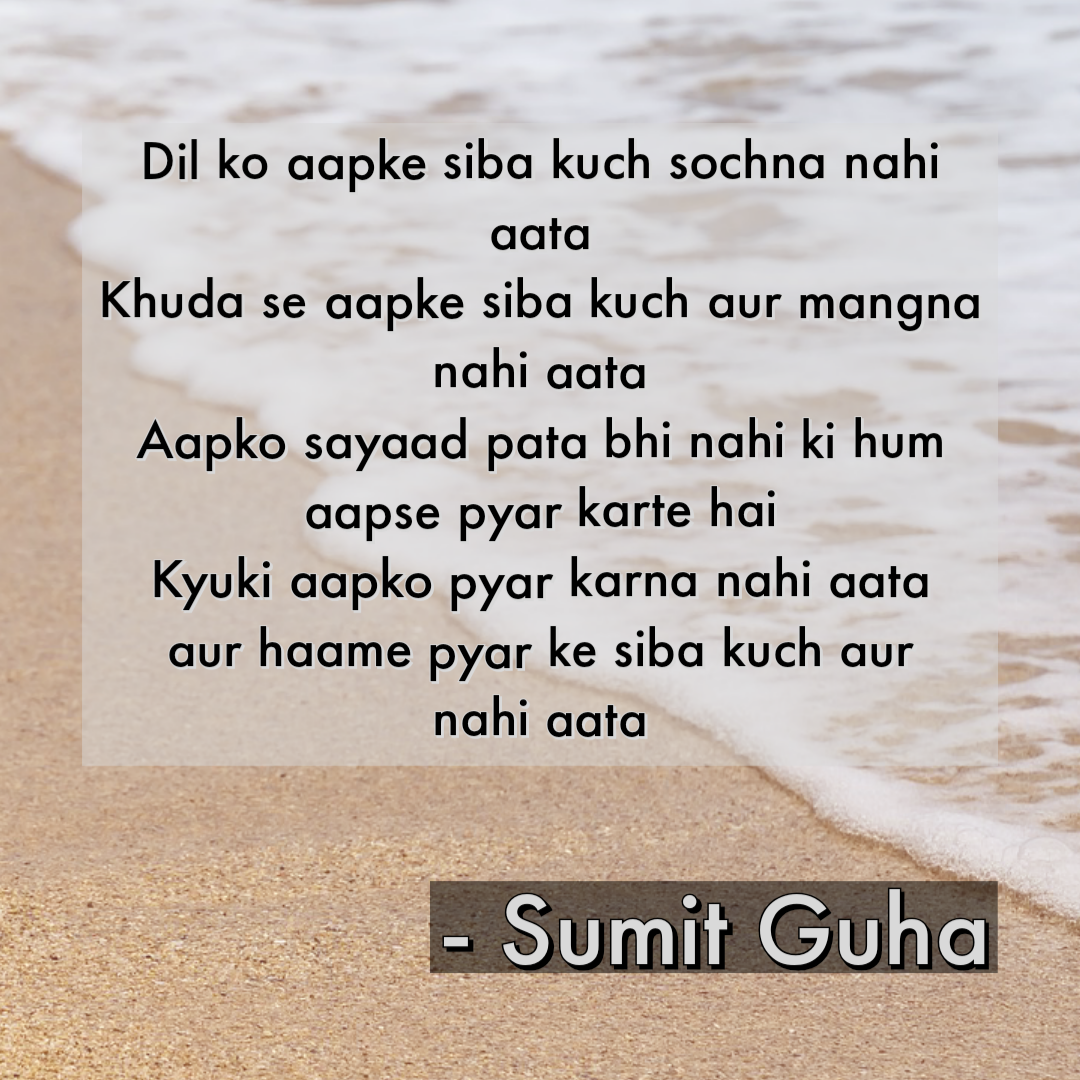 Dil ko aapke siba kuch sochna nahi
aata
Khuda se aapke siba kuch aur mangna
nahi aata
Aapko sayaad pata bhi nahi ki hum
aapse pyar karte hai
Kyuki aapko pyar karna nahi aata
aur haame pyar ke siba kuch aur
nahi aata
- Sumit Guha